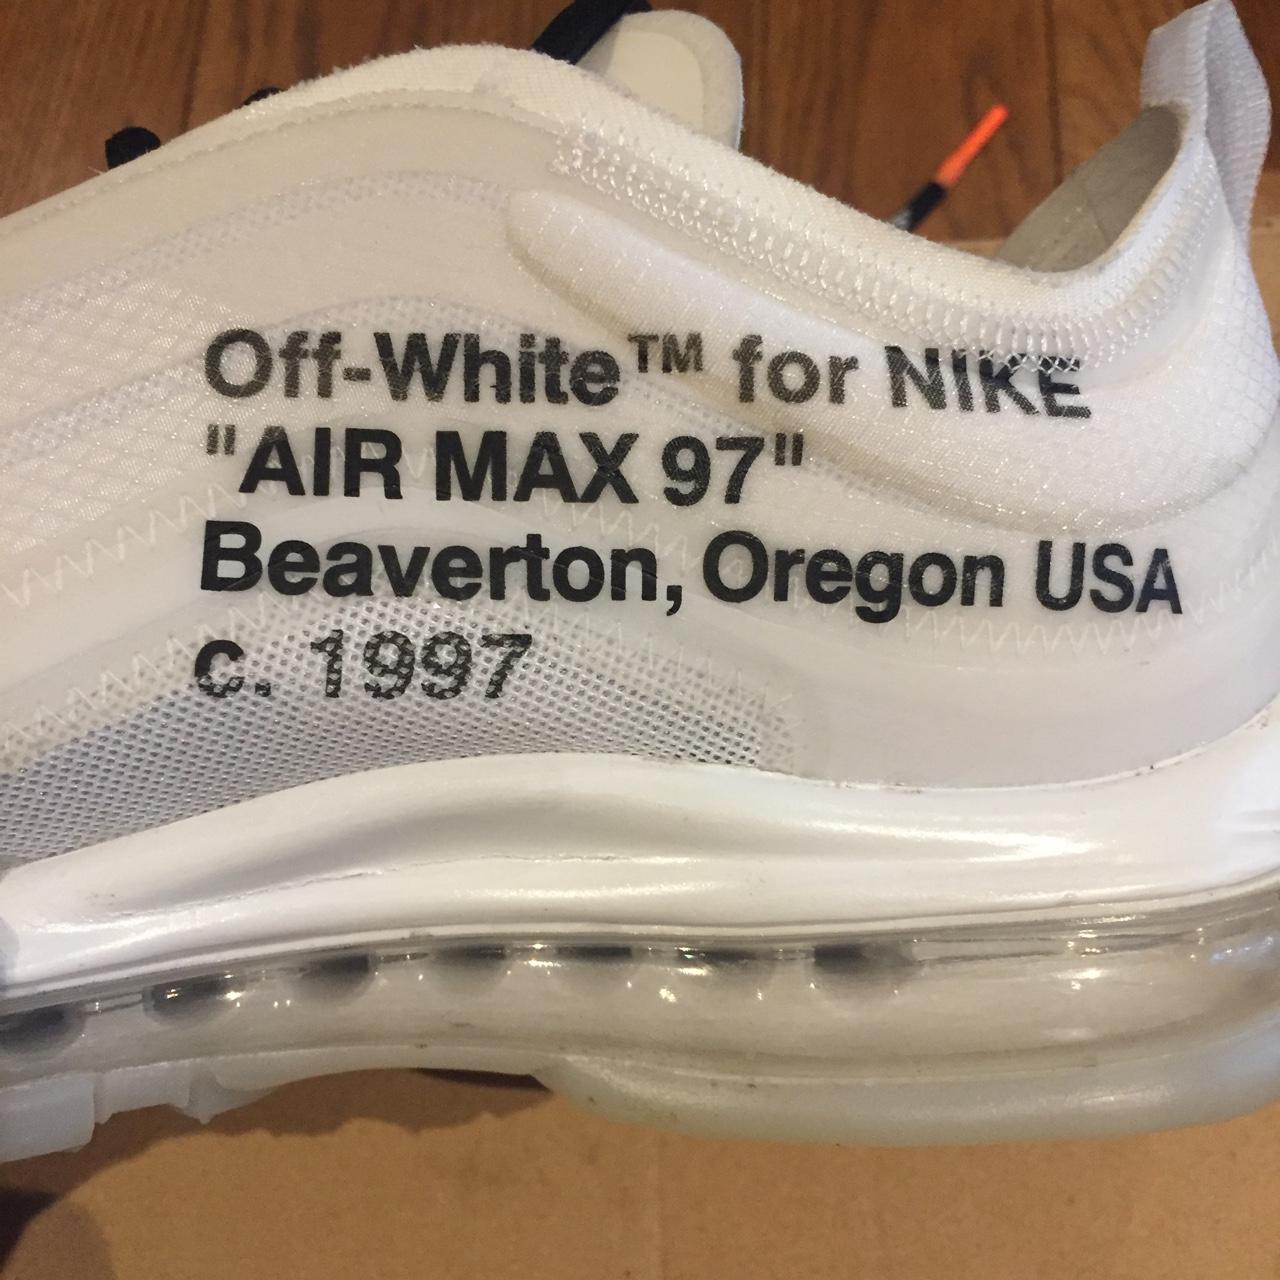 Off-White™ for NIKE
"AIR MAX 97"
Beaverton, Oregon USA
c. 1997